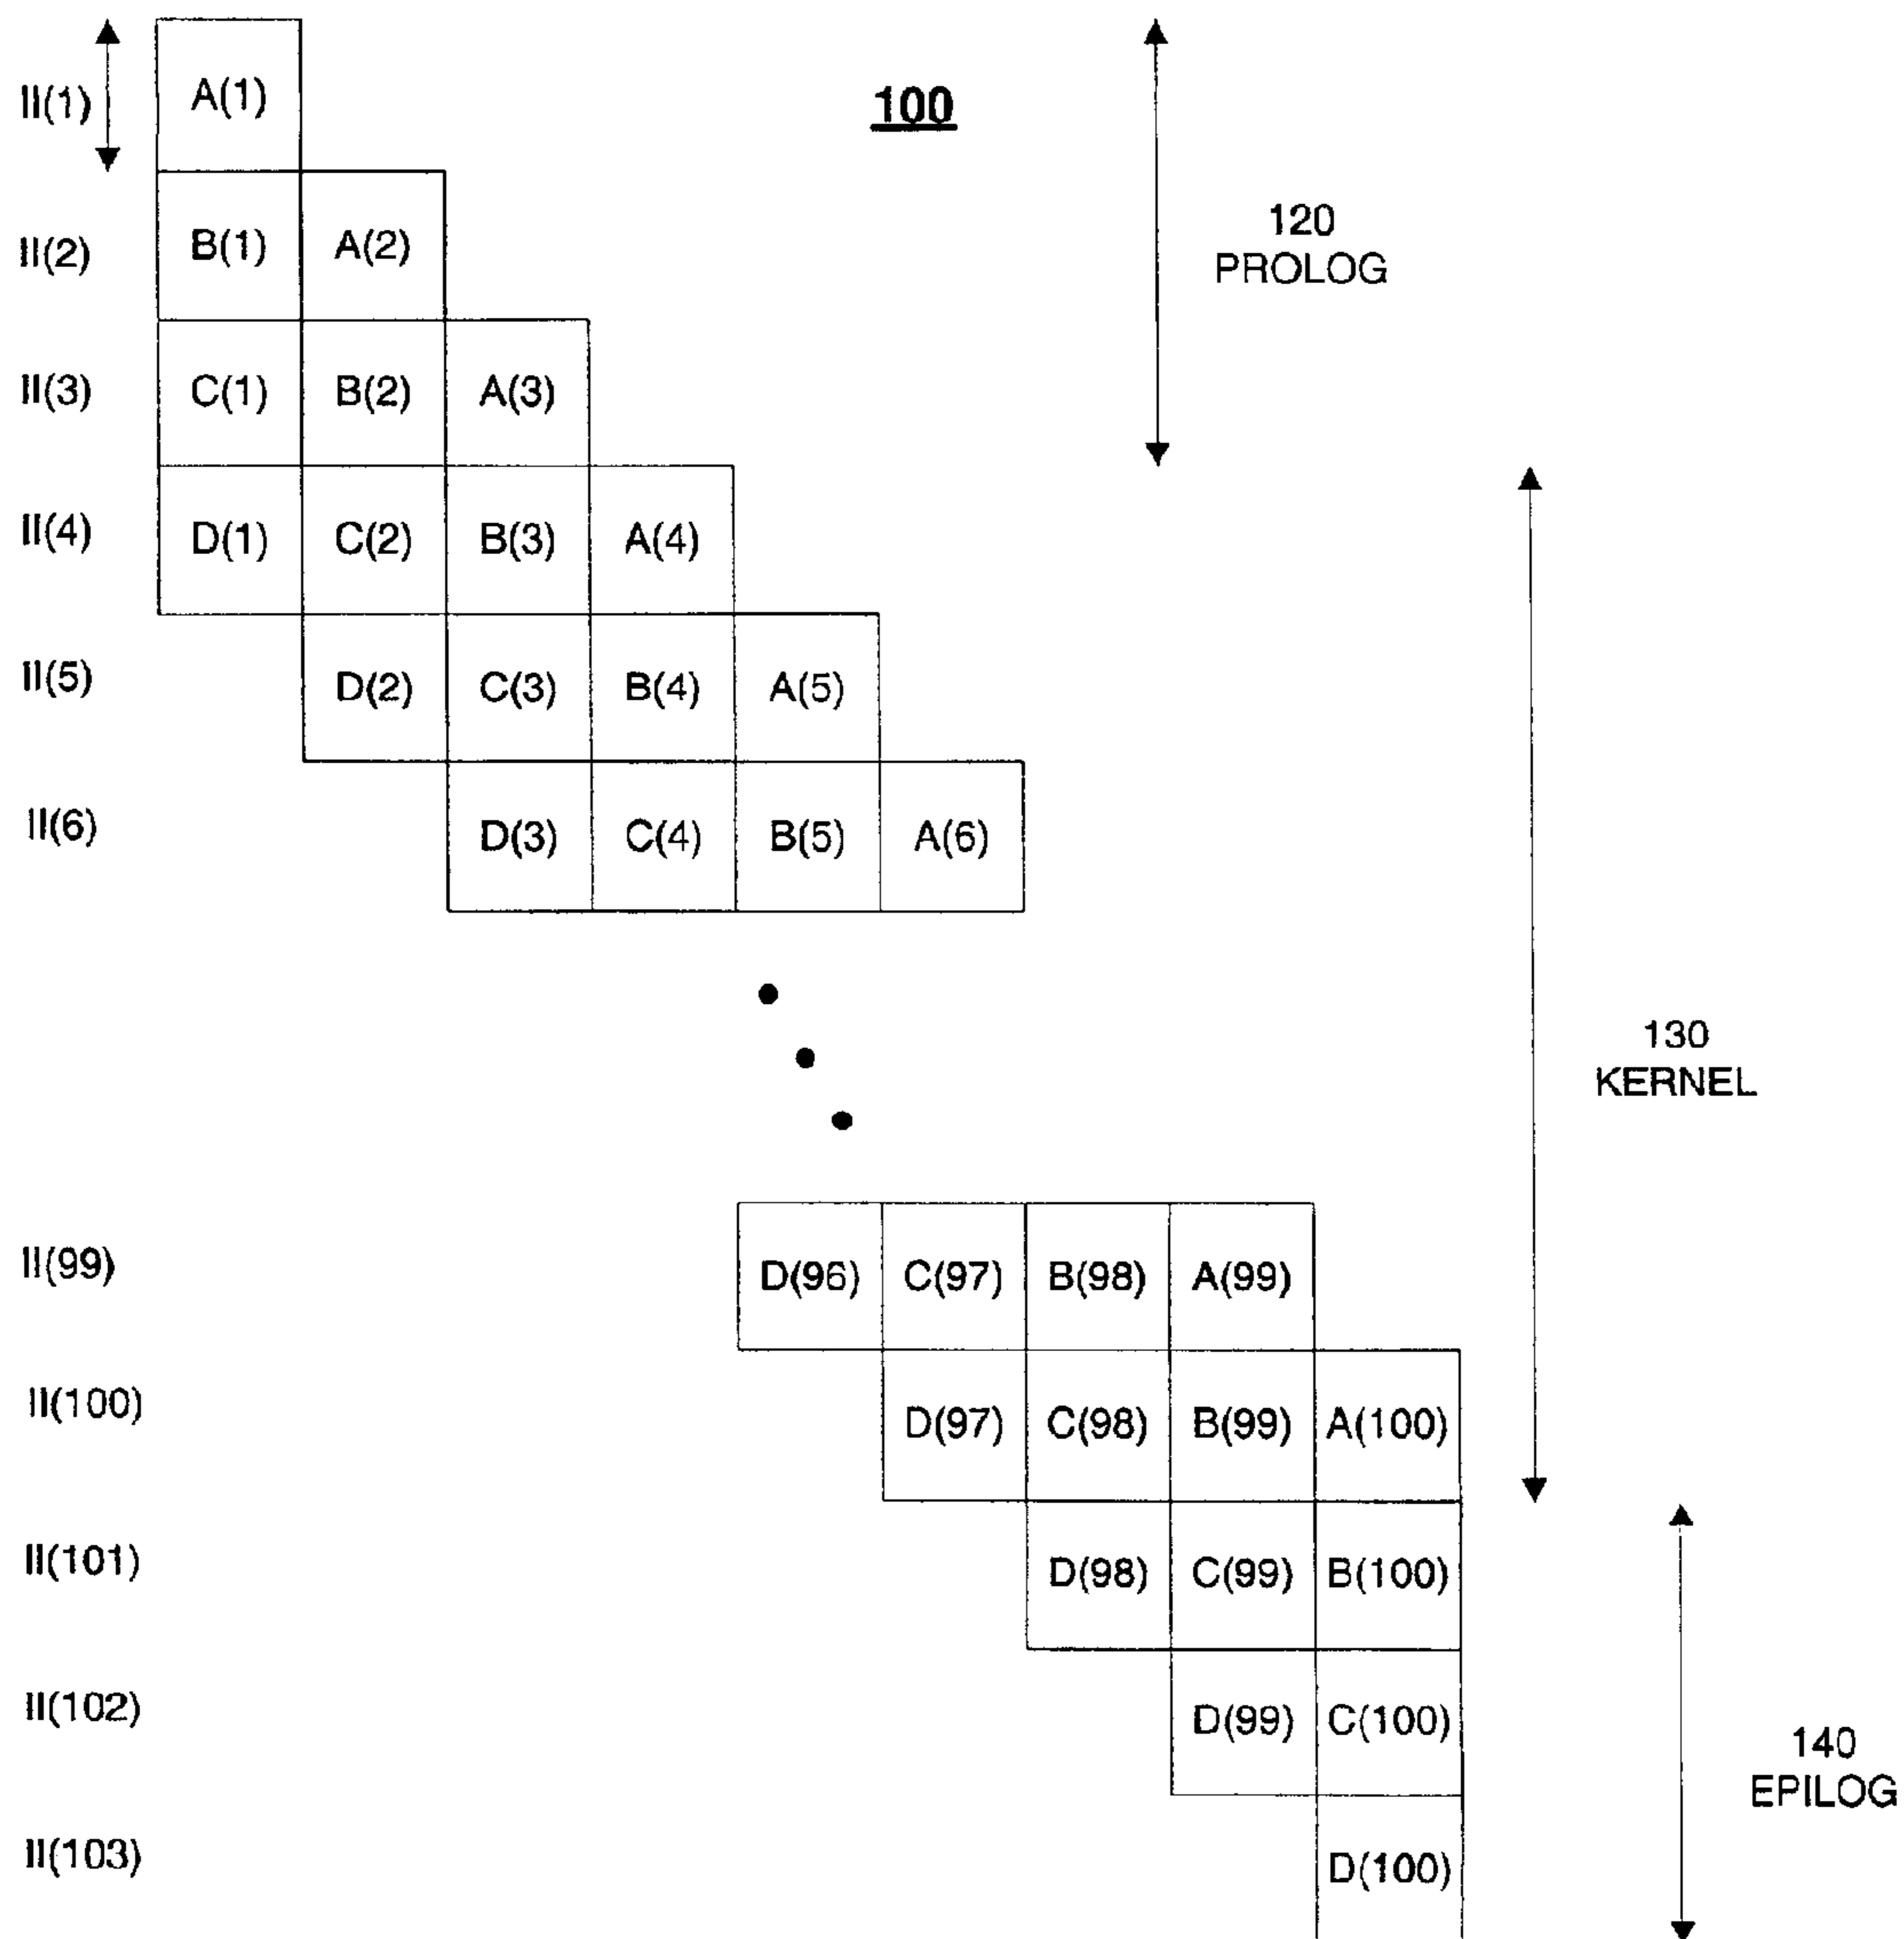 100
II(1) A(1)
120
PROLOG
II(2) B(1) A(2)
II(3) C(1) B(2) A(3)
II(4) D(1) C(2) B(3) A(4)
II(5) D(2) C(3) B(4) A(5)
II(6) D(3) C(4) B(5) A(6)
130
KERNEL
II(99) D(96) C(97) B(98) A(99)
II(100) D(97) C(98) B(99) A(100)
II(101) D(98) C(99) B(100)
II(102) D(99) C(100)
140
EPILOG
II(103) D(100)